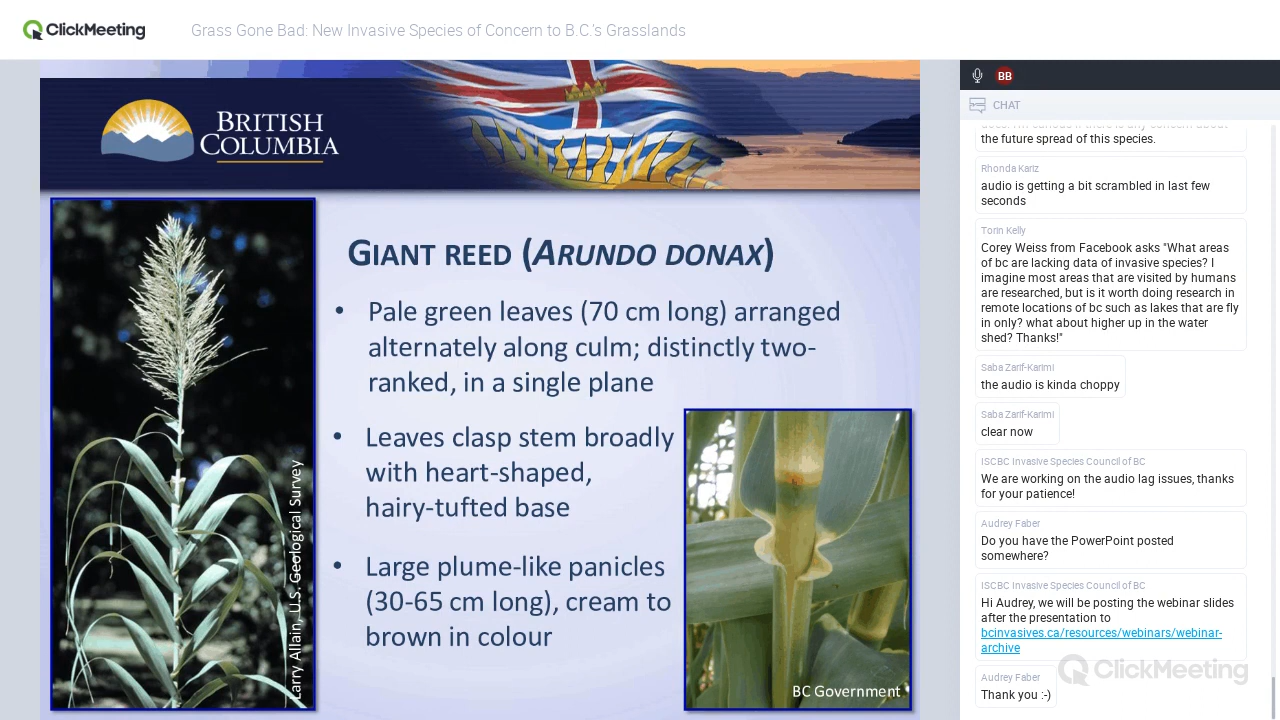 ClickMeeting
Grass Gone Bad: New Invasive Species of Concern to B.C.'s Grasslands
BRITISH
COLUMBIA
GIANT REED (ARUNDO DONAX)
• Pale green leaves (70 cm long) arranged
alternately along culm; distinctly two-
ranked, in a single plane
• Leaves clasp stem broadly
with heart-shaped,
hairy-tufted base
• Large plume-like panicles
(30-65 cm long), cream to
brown in colour
Larry Allain, U.S. Geological Survey
BC Government
BB
CHAT
the future spread of this species.
Rhonda Kariz
audio is getting a bit scrambled in last few
seconds
Torin Kelly
Corey Weiss from Facebook asks "What areas
of bc are lacking data of invasive species? I
imagine most areas that are visited by humans
are researched, but is it worth doing research in
remote locations of bc such as lakes that are fly
in only? what about higher up in the water
shed? Thanks!"
Saba Zarif-Karimi
the audio is kinda choppy
Saba Zarif-Karimi
clear now
ISCBC Invasive Species Council of BC
We are working on the audio lag issues, thanks
for your patience!
Audrey Faber
Do you have the PowerPoint posted
somewhere?
ISCBC Invasive Species Council of BC
Hi Audrey, we will be posting the webinar slides
after the presentation to
bcinvasives.ca/resources/webinars/webinar-
archive
Audrey Faber
Thank you :-)
ClickMeeting